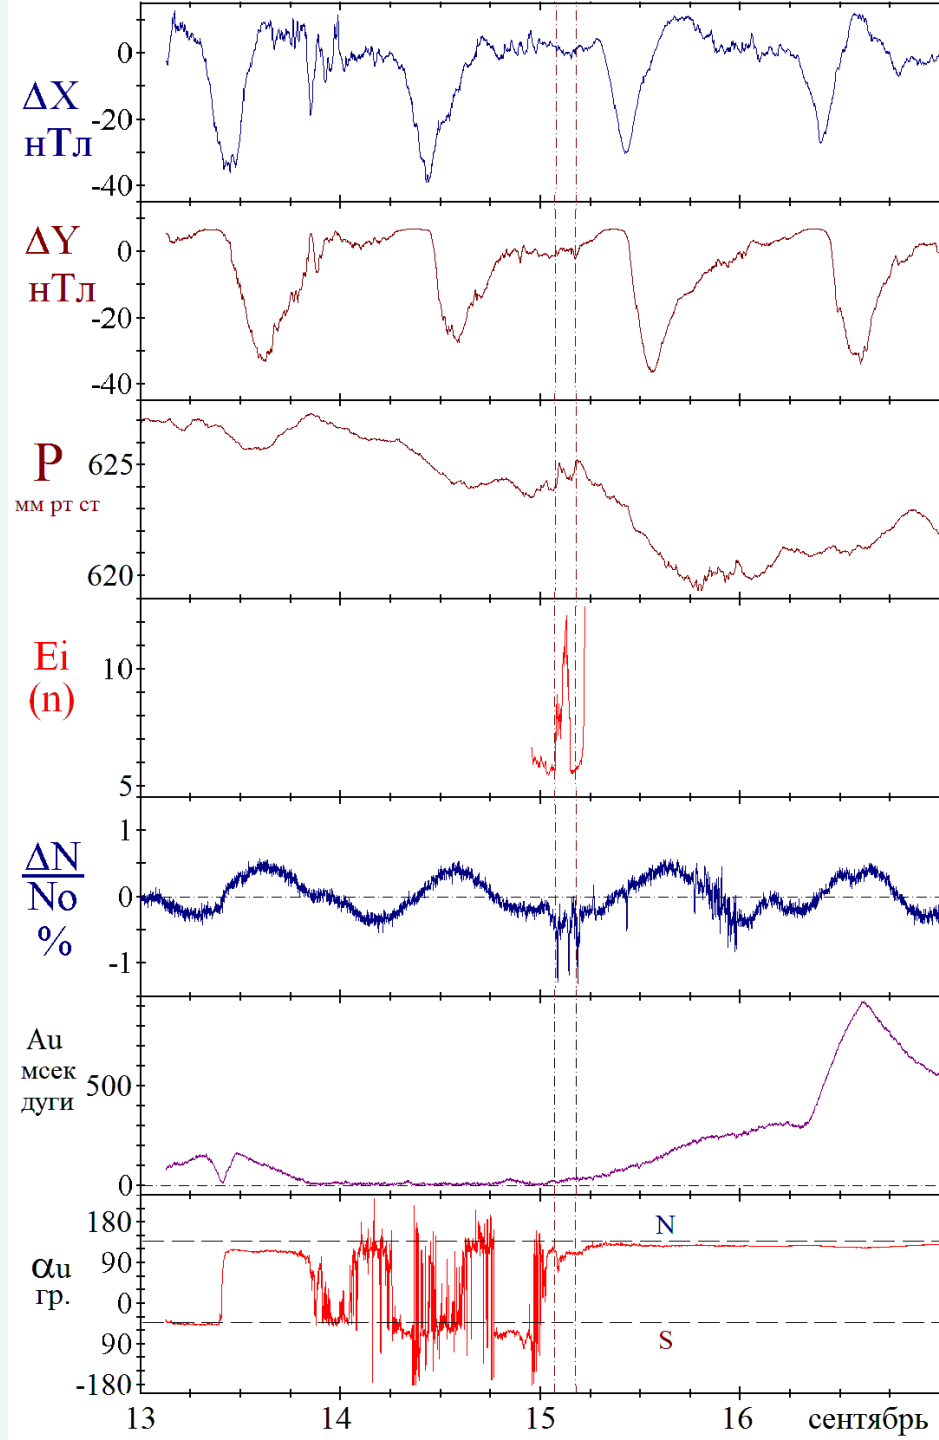 ΔX
нТл
0
-20
-40
ΔY
нТл
0
-20
-40
P
мм рт ст
625
620
Ei
(n)
10
5
ΔN
No
%
1
0
-1
Au
мсек
дуги
500
0
αu
гр.
180
90
0
90
-180
N
S
13 14 15 16 сентябрь